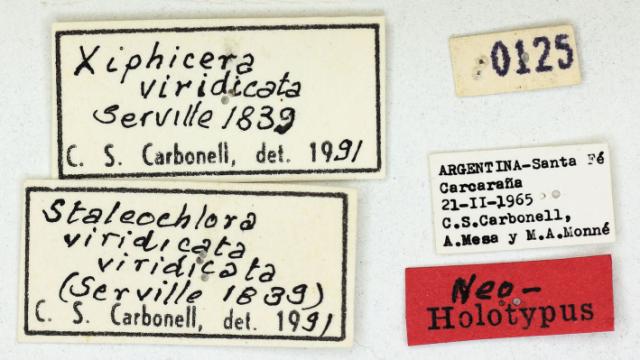 Xiphicera
viridicata
Serville 1839
C. S. Carbonell, det. 1991
Staleochlora
viridicata
viridicata
(Serville 1839)
C. S. Carbonell, det. 1991
0125
ARGENTINA-Santa Fé
Carcaraña
21-II-1965
C.S.Carbonell,
A.Mesa y M.A.Monné
Neo-
Holotypus